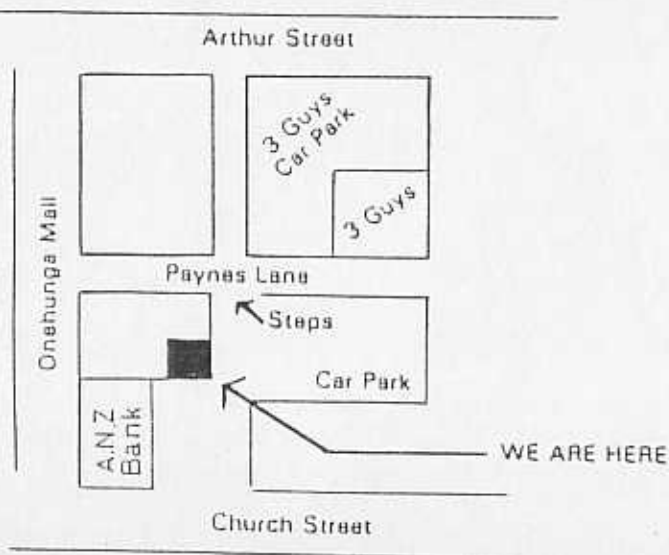 Arthur Street
3 Guys
Car Park
3 Guys
Onehunga Mall
Paynes Lane
Steps
Car Park
A.N.Z
Bank
WE ARE HERE
Church Street